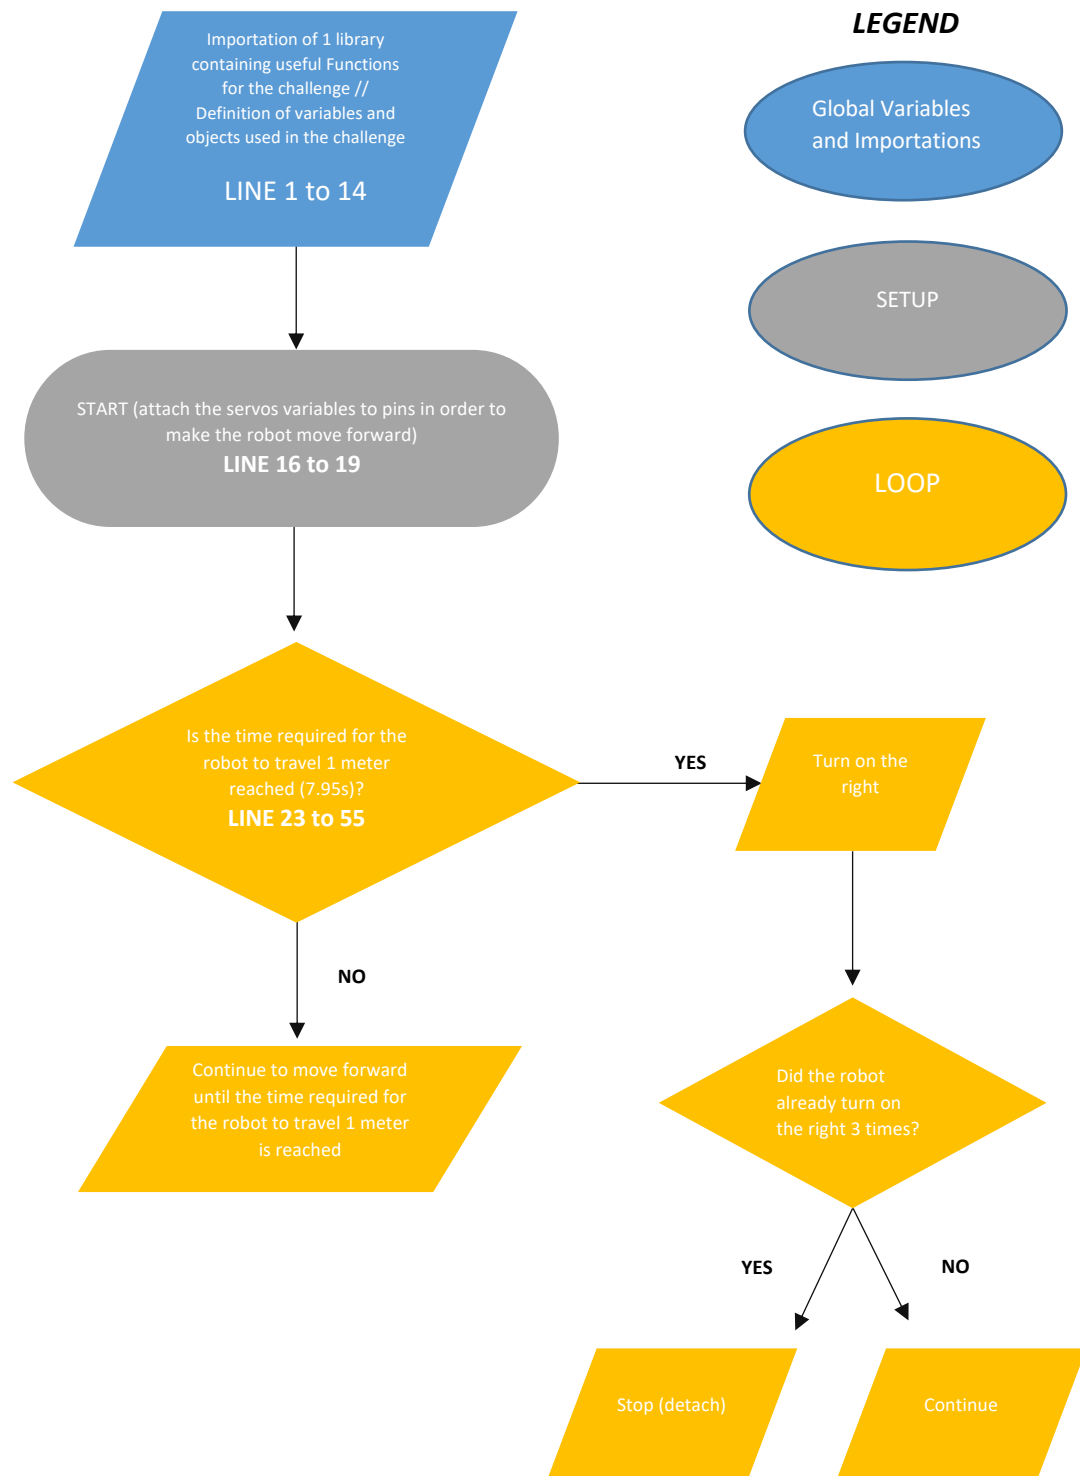 Importation of 1 library
containing useful Functions
for the challenge //
Definition of variables and
objects used in the challenge
LINE 1 to 14
START (attach the servos variables to pins in order to
make the robot move forward)
LINE 16 to 19
Is the time required for the
robot to travel 1 meter
reached (7.95s)?
LINE 23 to 55
YES
Turn on the
right
NO
Continue to move forward
until the time required for
the robot to travel 1 meter
is reached
Did the robot
already turn on
the right 3 times?
YES
NO
Stop (detach)
Continue
LEGEND
Global Variables
and Importations
SETUP
LOOP